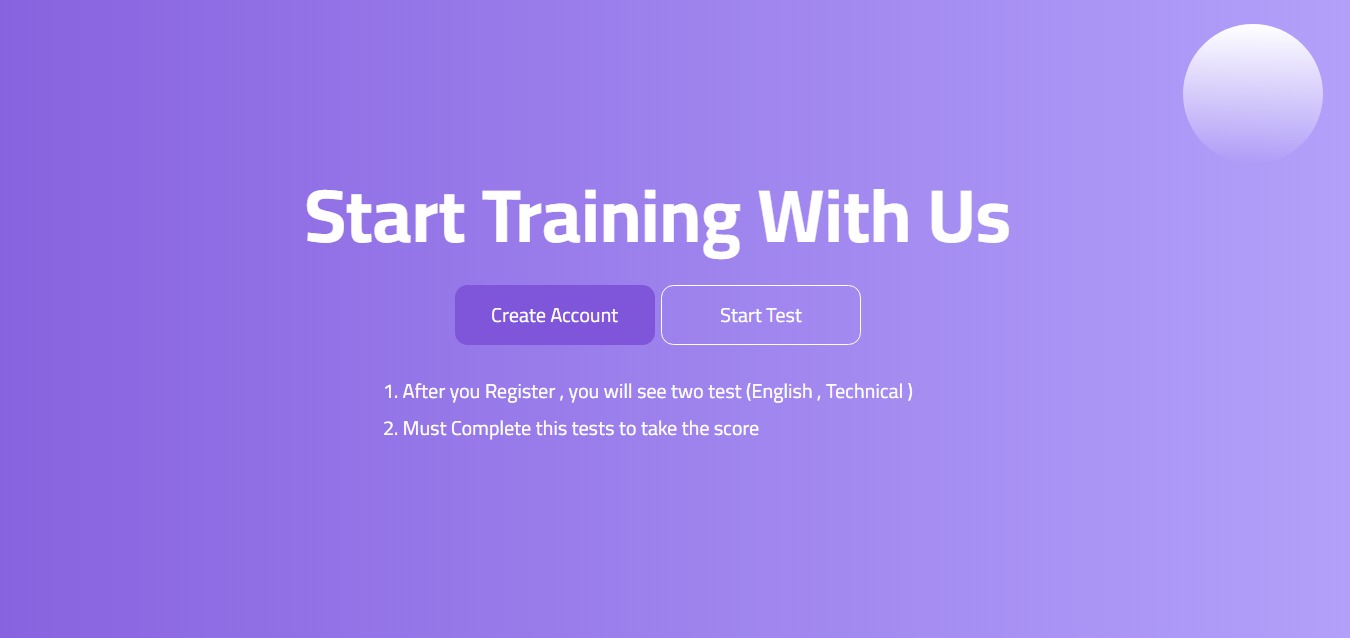 Start Training With Us
Create Account Start Test
1. After you Register , you will see two test (English , Technical )
2. Must Complete this tests to take the score